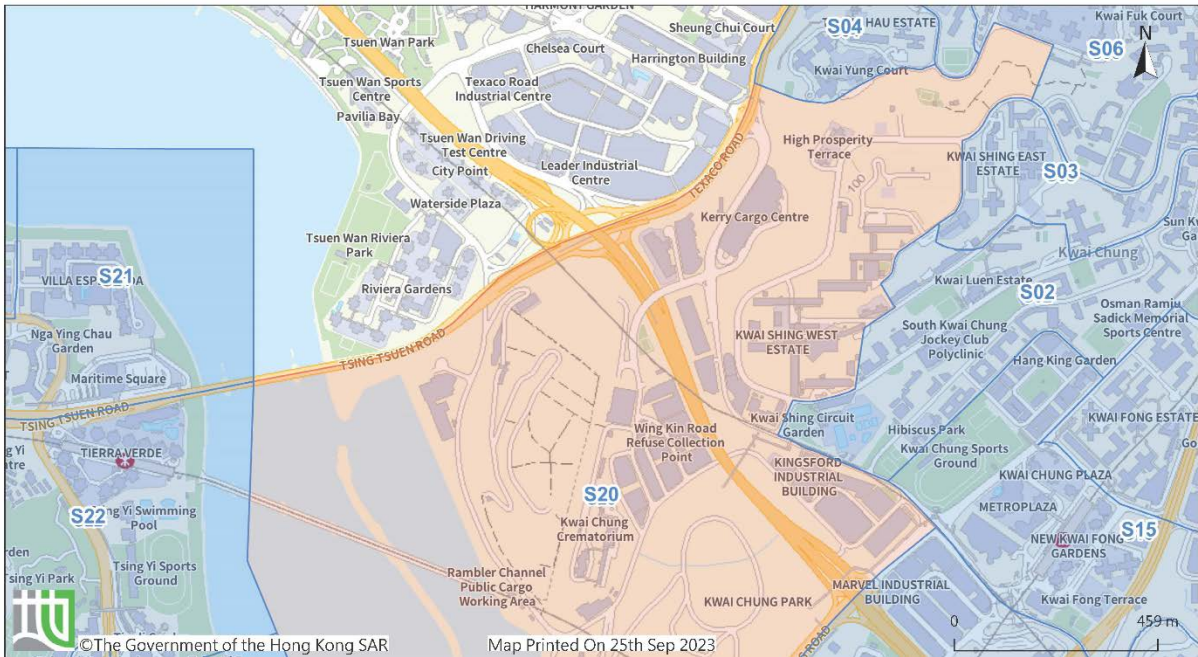 HARMONY GARDEN
Sheung Chui Court
HAU ESTATE
S04
Kwai Fuk Court
S06
N
Tsuen Wan Park
Chelsea Court
Harrington Building
Kwai Yung Court
Tsuen Wan Sports
Centre
Texaco Road
Industrial Centre
Pavilia Bay
Tsuen Wan Driving
Test Centre
City Point
Leader Industrial
Centre
High Prosperity
Terrace
KWAI SHING EAST
ESTATE
S03
TEXACO ROAD
100
Waterside Plaza
Kerry Cargo Centre
Tsuen Wan Riviera
Park
Kwai Chung
S21
VILLA ESP
DA
Riviera Gardens
Kwai Luen Estate
S02
Nga Ying Chau
Garden
KWAI SHING WEST
ESTATE
South Kwai Chung
Jockey Club
Polyclinic
Osman Ramju
Sadick Memorial
Sports Centre
TSING TSUEN ROAD
Hang King Garden
Maritime Square
TSING TSUEN ROAD
Kwai Shing Circuit
Garden
Hibiscus Park
KWAI FONG ESTATE
Wing Kin Road
Refuse Collection
Point
Kwai Chung Sports
Ground
TIERRA VERDE
KINGSFORD
INDUSTRIAL
BUILDING
KWAI CHUNG PLAZA
S20
METROPLAZA
S22
ng Yi Swimming
Pool
Kwai Chung
Crematorium
S15
NEW KWAI FONG
GARDENS
Tsing Yi Park
Tsing Yi Sports
Ground
Rambler Channel
Public Cargo
Working Area
KWAI CHUNG PARK
MARVEL INDUSTRIAL
BUILDING
Kwai Fong Terrace
0
459 m
©The Government of the Hong Kong SAR
Map Printed On 25th Sep 2023